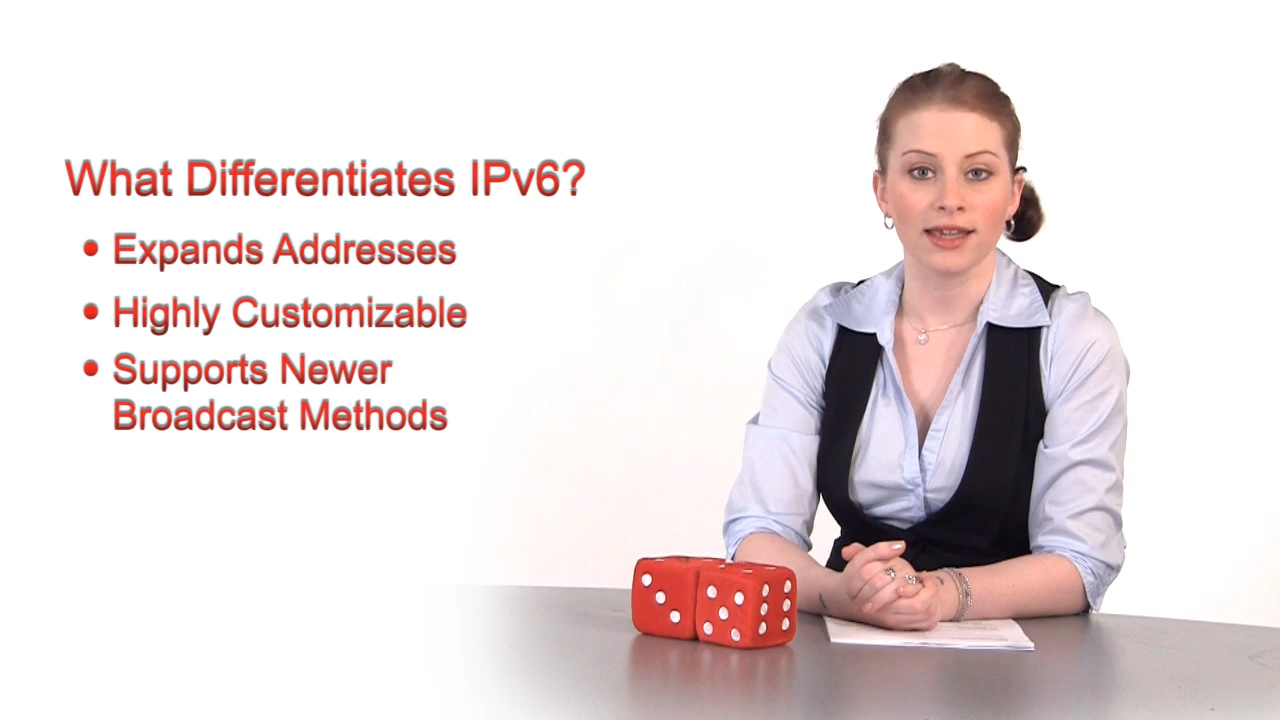 What Differentiates IPv6?
• Expands Addresses
• Highly Customizable
• Supports Newer
Broadcast Methods